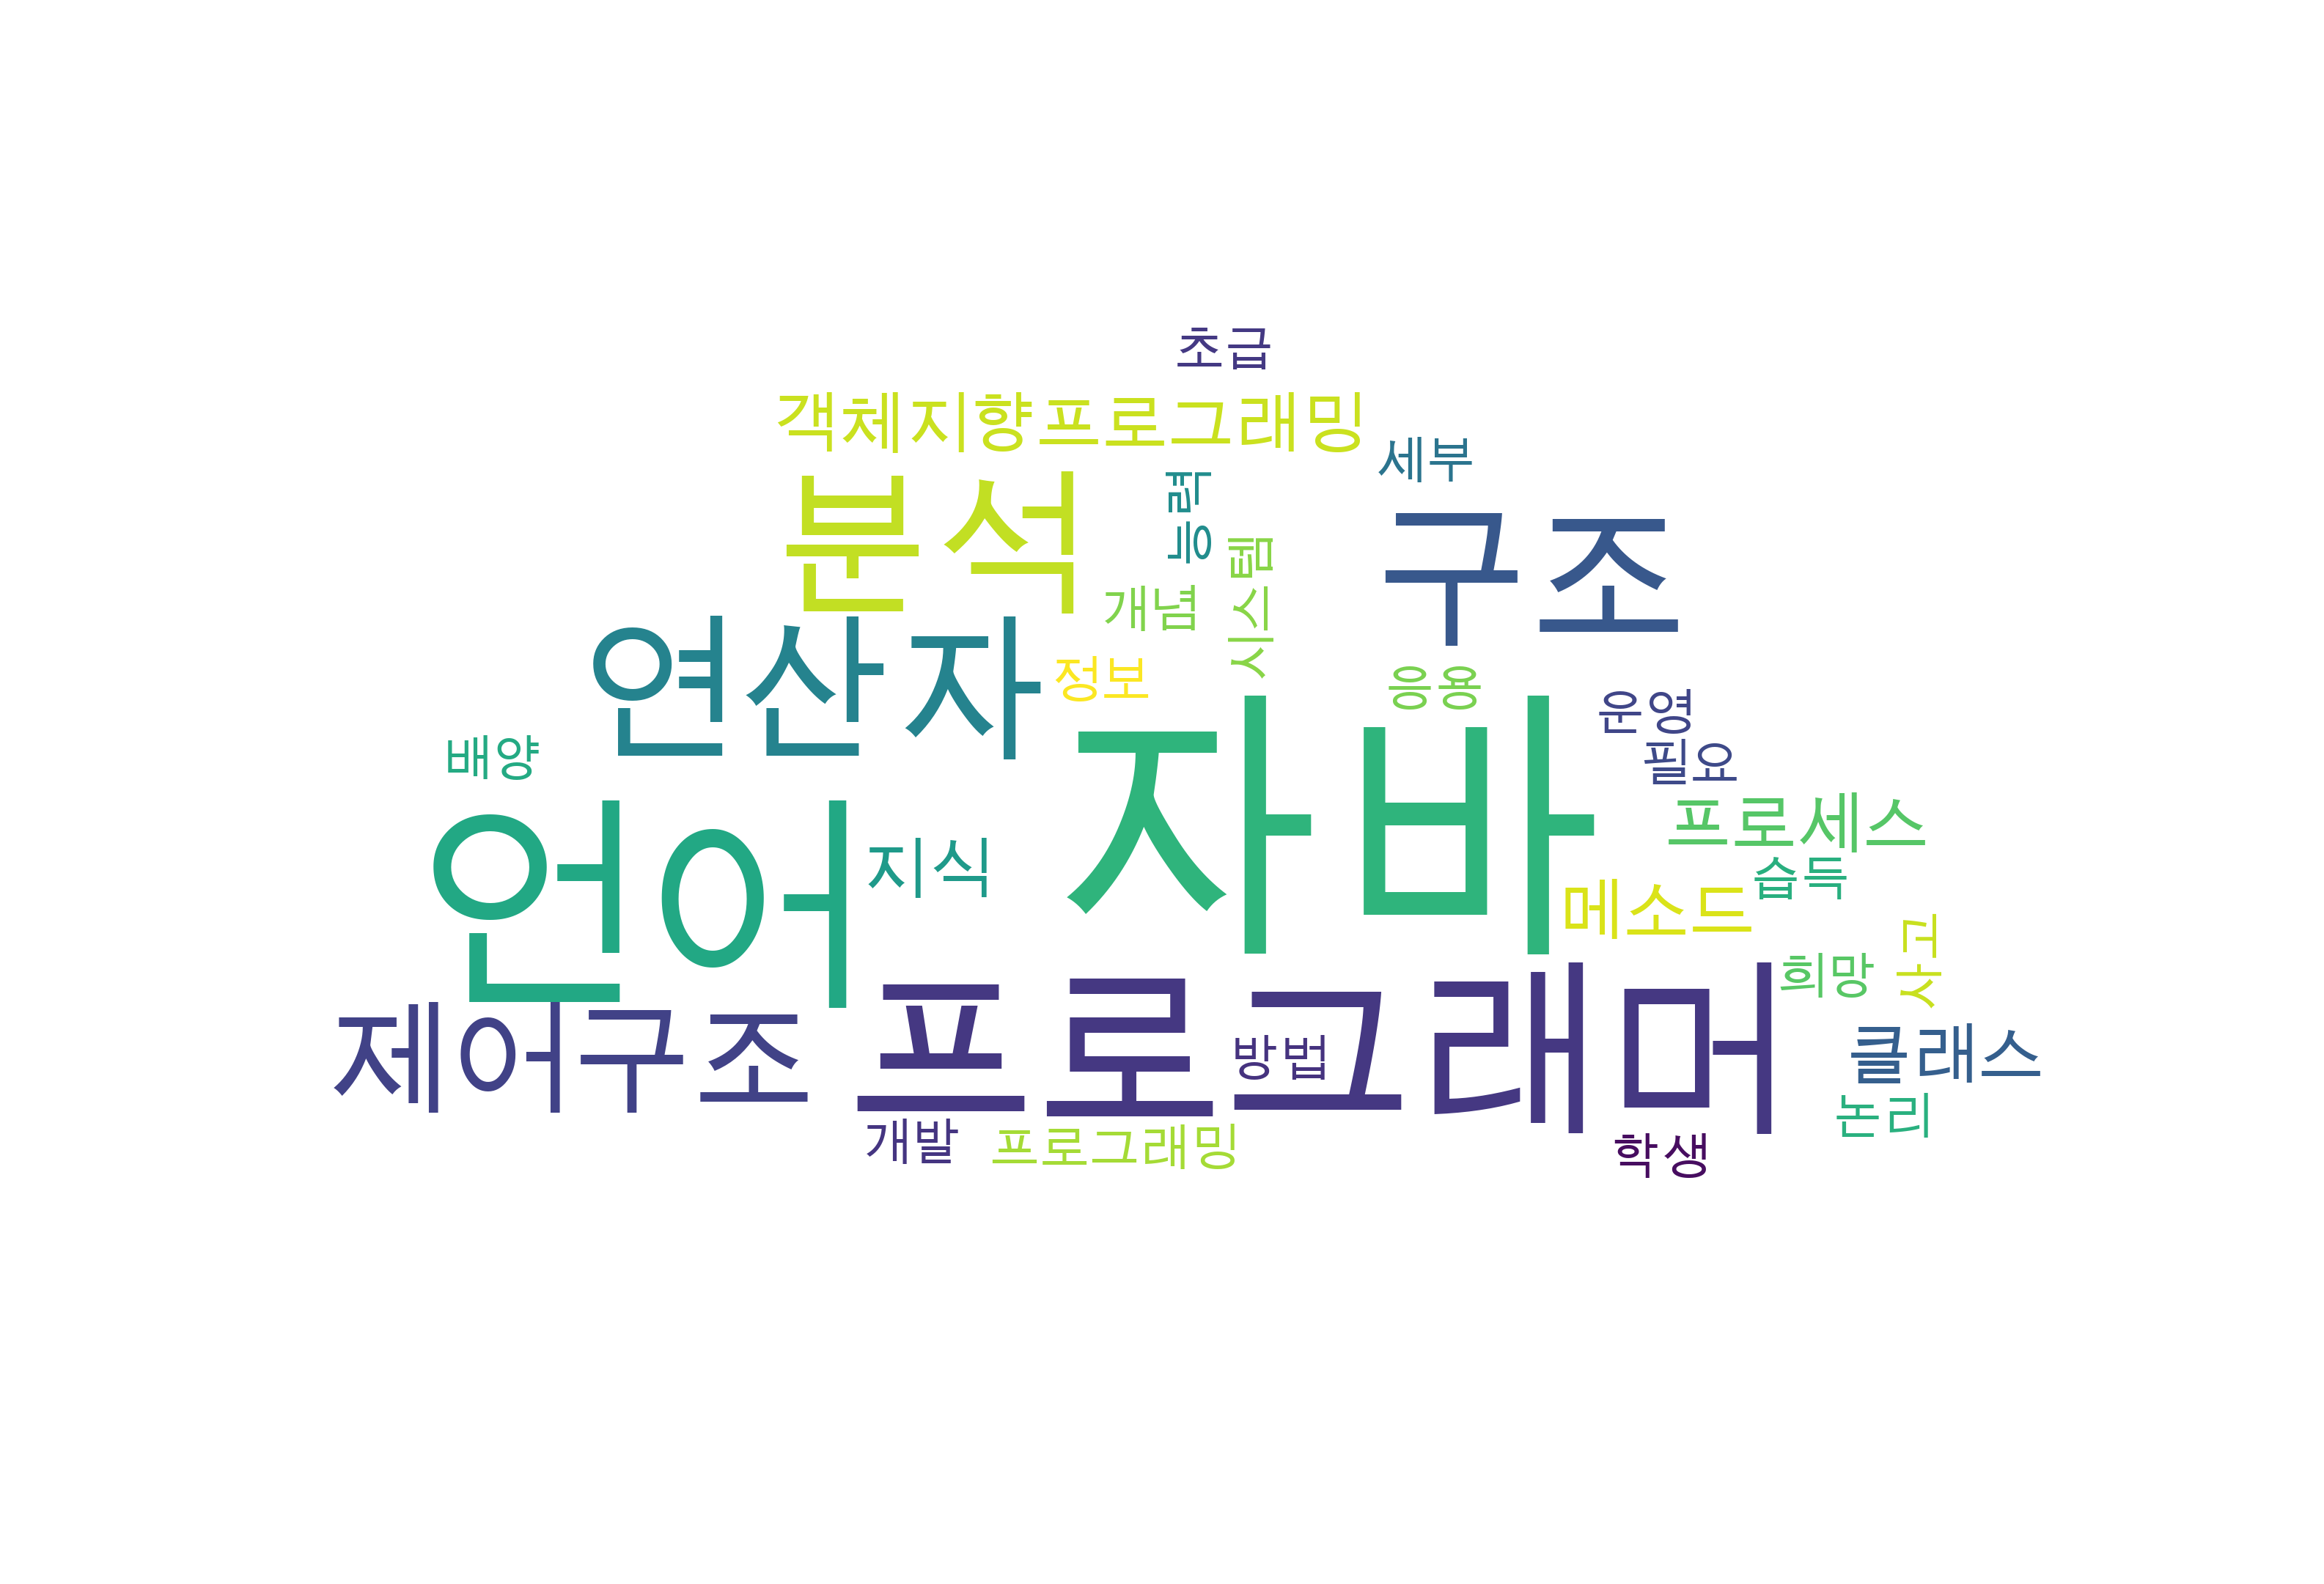 초급
객체지향프로그래밍
세부
분석
능력
구조
시스템
개념
연산자
정보
응용
운영
배양
필요
자바
언어
지식
프로세스
습득
메소드
사고
희망
제어구조
프로그래머
방법
클래스
논리
개발
프로그래밍
학생